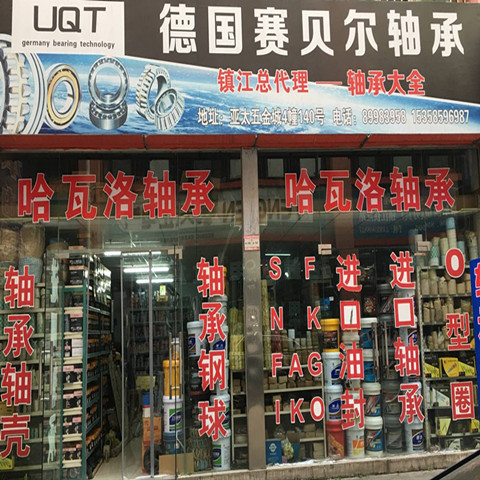 UQT
germany bearing technology
德国赛贝尔轴承
镇江总代理——轴承大全
地址：亚太五金城4幢140号 电话：89983958 15358596987
哈瓦洛轴承
哈瓦洛轴承
轴承轴壳
轴承钢球
SKF
NSK
FAG
IKO
进口油封
进口轴承
O型圈